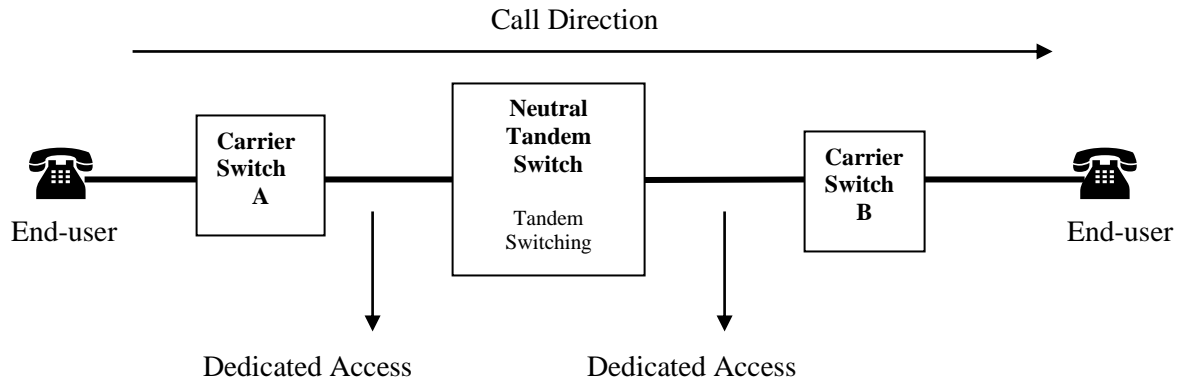 Call Direction
Neutral
Tandem
Switch
Tandem
Switching
Carrier
Switch
A
Carrier
Switch
B
End-user
End-user
Dedicated Access
Dedicated Access